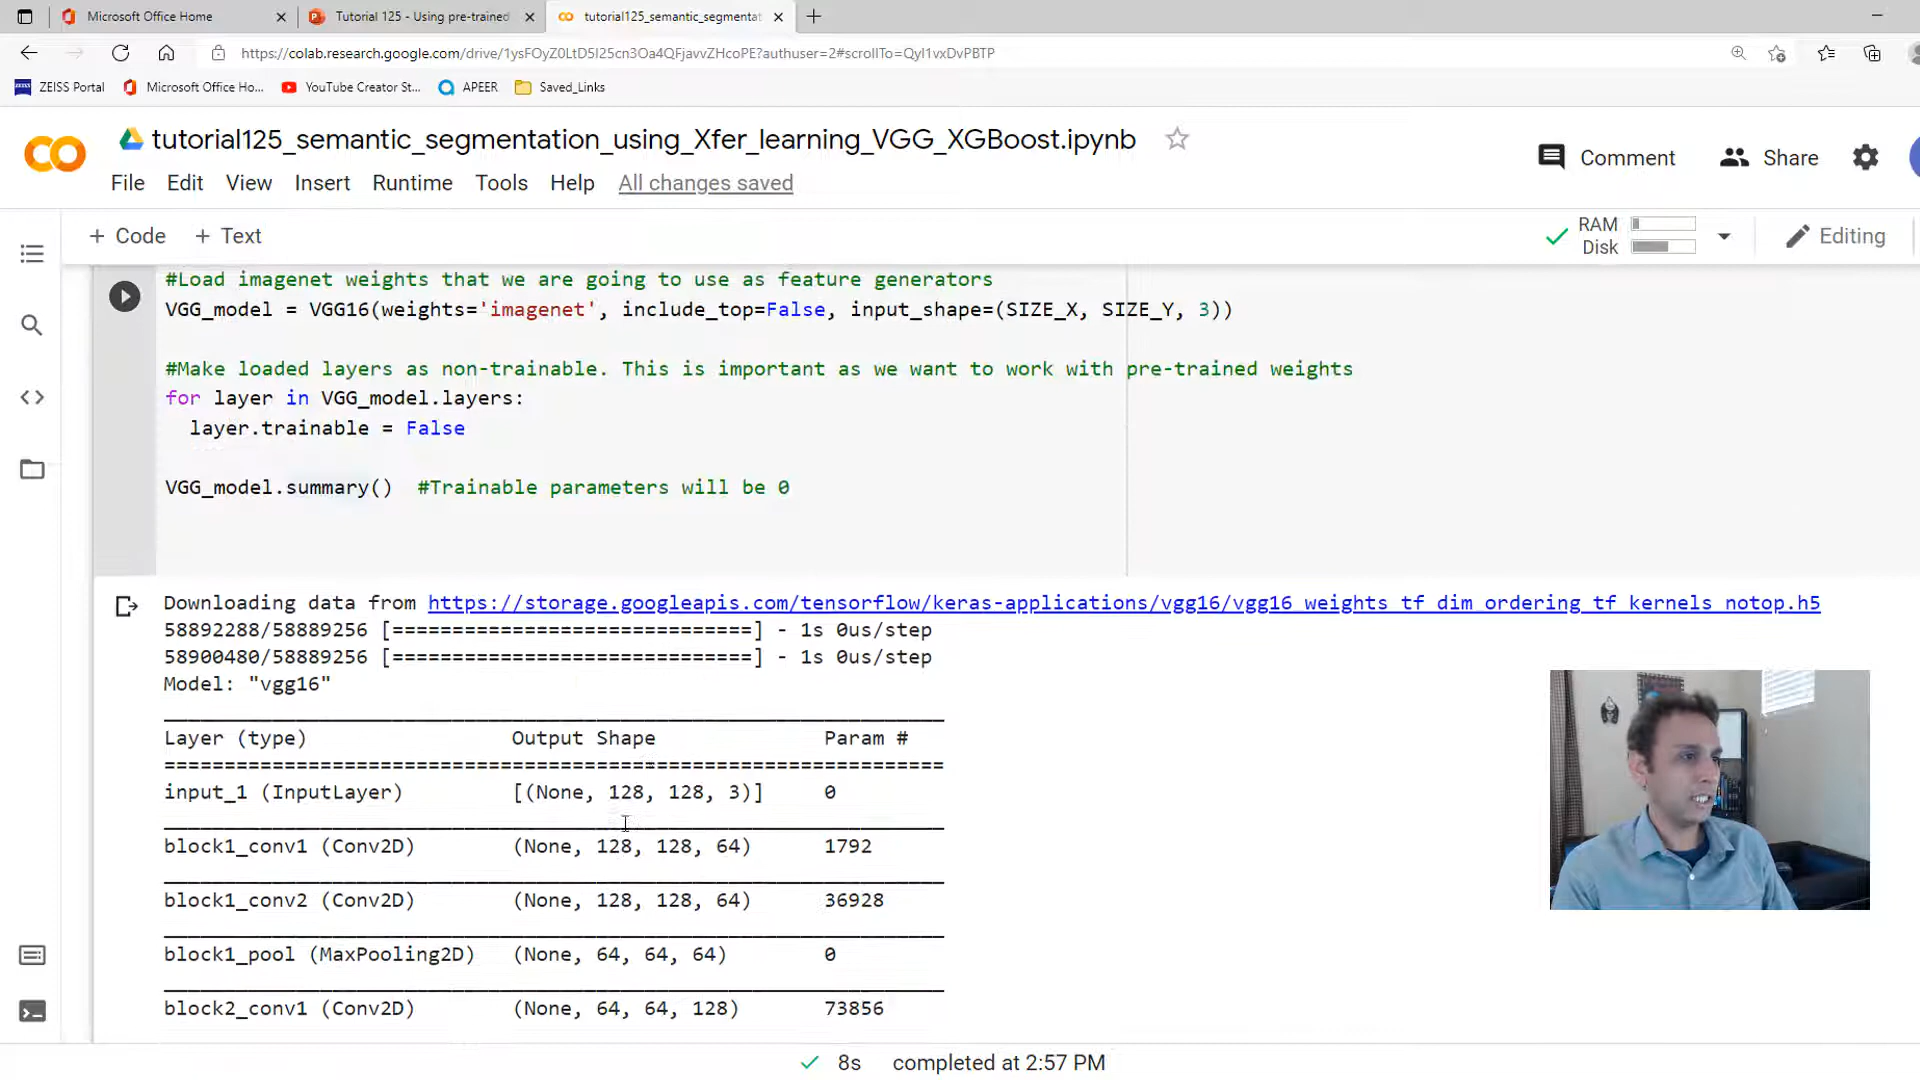 Microsoft Office Home
Tutorial 125 - Using pre-trained
tutorial125_semantic_segmentat
https://colab.research.google.com/drive/1ysFOyZ0LtD5I25cn3Oa4QFjavvZHcoPE?authuser=2#scrollTo=QyI1vxDvPBTP
ZEISS Portal
Microsoft Office Ho...
YouTube Creator St...
APEER
Saved_Links
tutorial125_semantic_segmentation_using_Xfer_learning_VGG_XGBoost.ipynb
Comment
Share
File Edit View Insert Runtime Tools Help All changes saved
+ Code + Text
RAM
Disk
Editing
#Load imagenet weights that we are going to use as feature generators
VGG_model = VGG16(weights='imagenet', include_top=False, input_shape=(SIZE_X, SIZE_Y, 3))
#Make loaded layers as non-trainable. This is important as we want to work with pre-trained weights
for layer in VGG_model.layers:
layer.trainable = False
VGG_model.summary() #Trainable parameters will be 0
Downloading data from https://storage.googleapis.com/tensorflow/keras-applications/vgg16/vgg16_weights_tf_dim_ordering_tf_kernels_notop.h5
58892288/58889256 [==============================] - 1s 0us/step
58900480/58889256 [==============================] - 1s 0us/step
Model: "vgg16"
Layer (type) Output Shape Param #
input_1 (InputLayer) [(None, 128, 128, 3)] 0
block1_conv1 (Conv2D) (None, 128, 128, 64) 1792
block1_conv2 (Conv2D) (None, 128, 128, 64) 36928
block1_pool (MaxPooling2D) (None, 64, 64, 64) 0
block2_conv1 (Conv2D) (None, 64, 64, 128) 73856
8s completed at 2:57 PM